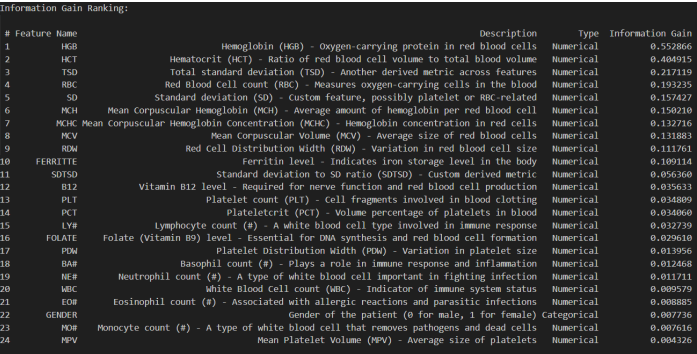 Information Gain Ranking:
# Feature Name Description Type Information Gain
1 HGB Hemoglobin (HGB) - Oxygen-carrying protein in red blood cells Numerical 0.552866
2 HCT Hematocrit (HCT) - Ratio of red blood cell volume to total blood volume Numerical 0.404915
3 TSD Total standard deviation (TSD) - Another derived metric across features Numerical 0.217119
4 RBC Red Blood Cell count (RBC) - Measures oxygen-carrying cells in the blood Numerical 0.193235
5 SD Standard deviation (SD) - Custom feature, possibly platelet or RBC-related Numerical 0.157427
6 MCH Mean Corpuscular Hemoglobin (MCH) - Average amount of hemoglobin per red blood cell Numerical 0.150210
7 MCHC Mean Corpuscular Hemoglobin Concentration (MCHC) - Hemoglobin concentration in red cells Numerical 0.132716
8 MCV Mean Corpuscular Volume (MCV) - Average size of red blood cells Numerical 0.131883
9 RDW Red Cell Distribution Width (RDW) - Variation in red blood cell size Numerical 0.111761
10 FERRITTE Ferritin level - Indicates iron storage level in the body Numerical 0.109114
11 SDTSD Standard deviation to SD ratio (SDTSD) - Custom derived metric Numerical 0.056360
12 B12 Vitamin B12 level - Required for nerve function and red blood cell production Numerical 0.035633
13 PLT Platelet count (PLT) - Cell fragments involved in blood clotting Numerical 0.034809
14 PCT Plateletcrit (PCT) - Volume percentage of platelets in blood Numerical 0.034060
15 LY# Lymphocyte count (#) - A white blood cell type involved in immune response Numerical 0.032739
16 FOLATE Folate (Vitamin B9) level - Essential for DNA synthesis and red blood cell formation Numerical 0.029610
17 PDW Platelet Distribution Width (PDW) - Variation in platelet size Numerical 0.013956
18 BA# Basophil count (#) - Plays a role in immune response and inflammation Numerical 0.012468
19 NE# Neutrophil count (#) - A type of white blood cell important in fighting infection Numerical 0.011711
20 WBC White Blood Cell count (WBC) - Indicator of immune system status Numerical 0.009579
21 EO# Eosinophil count (#) - Associated with allergic reactions and parasitic infections Numerical 0.008885
22 GENDER Gender of the patient (0 for male, 1 for female) Categorical 0.007736
23 MO# Monocyte count (#) - A type of white blood cell that removes pathogens and dead cells Numerical 0.007616
24 MPV Mean Platelet Volume (MPV) - Average size of platelets Numerical 0.004326